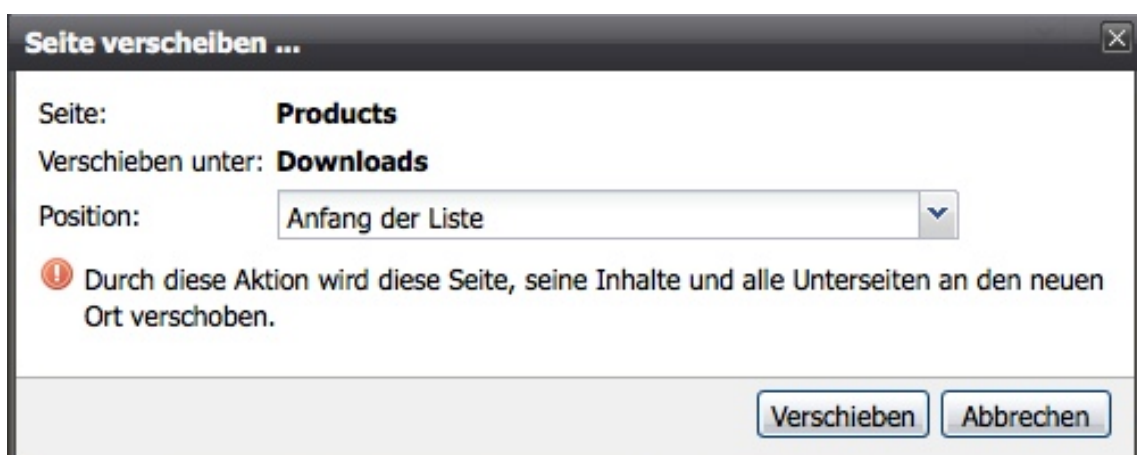 Seite verscheiben ...
Seite: Products
Verschieben unter: Downloads
Position: Anfang der Liste
Durch diese Aktion wird diese Seite, seine Inhalte und alle Unterseiten an den neuen
Ort verschoben.
Verschieben Abbrechen